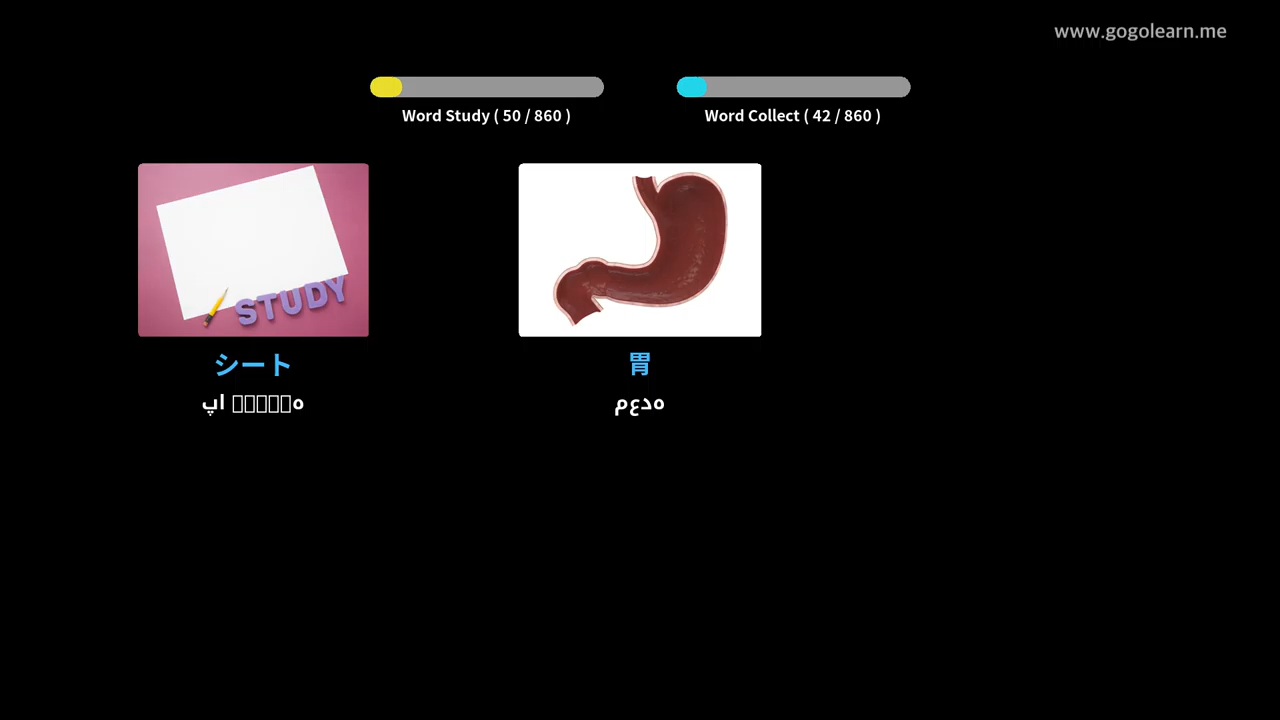 www.gogolearn.me
Word Study ( 50 / 860 )
Word Collect ( 42 / 860 )
STUDY
シート
胃
معده